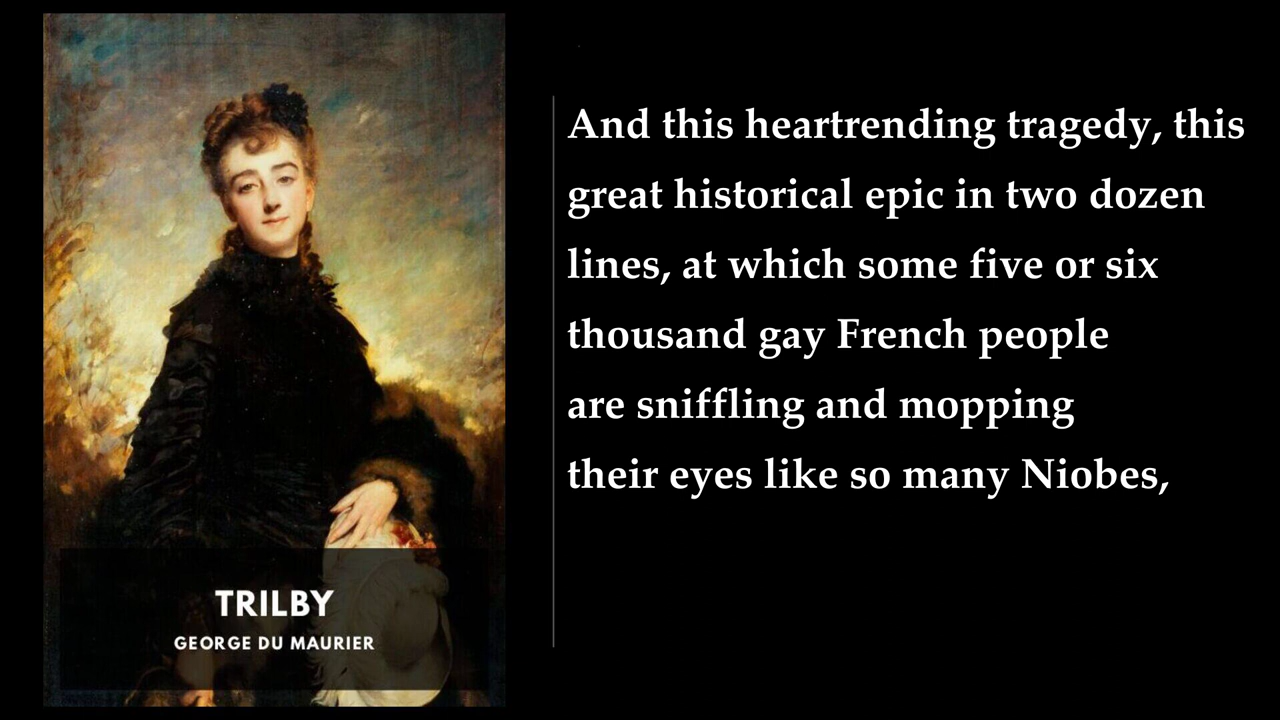 And this heartrending tragedy, this
great historical epic in two dozen
lines, at which some five or six
thousand gay French people
are sniffling and mopping
their eyes like so many Niobes,
TRILBY
GEORGE DU MAURIER